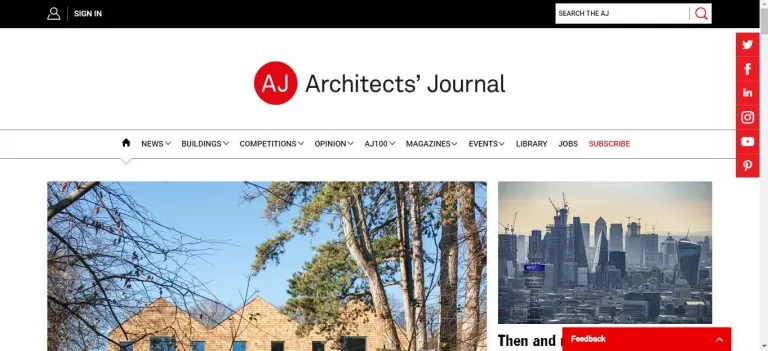 SIGN IN
SEARCH THE AJ
AJ Architects' Journal
NEWS BUILDINGS COMPETITIONS OPINION AJ100 MAGAZINES EVENTS LIBRARY JOBS SUBSCRIBE
Then and
Feedback